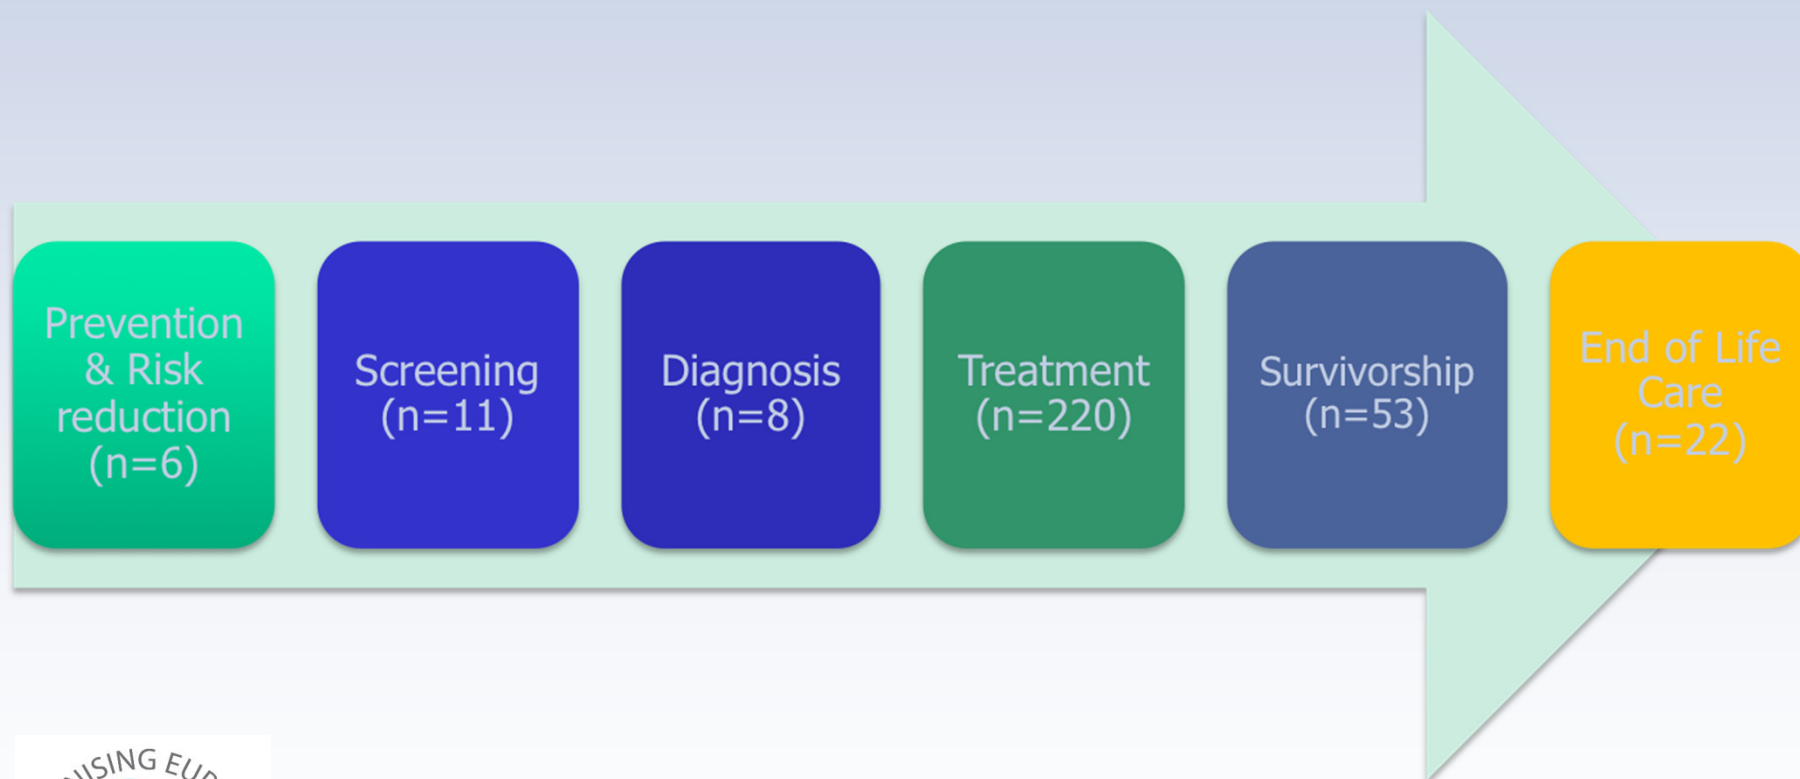 Prevention
& Risk
reduction
(n=6)
Screening
(n=11)
Diagnosis
(n=8)
Treatment
(n=220)
Survivorship
(n=53)
End of Life
Care
(n=22)